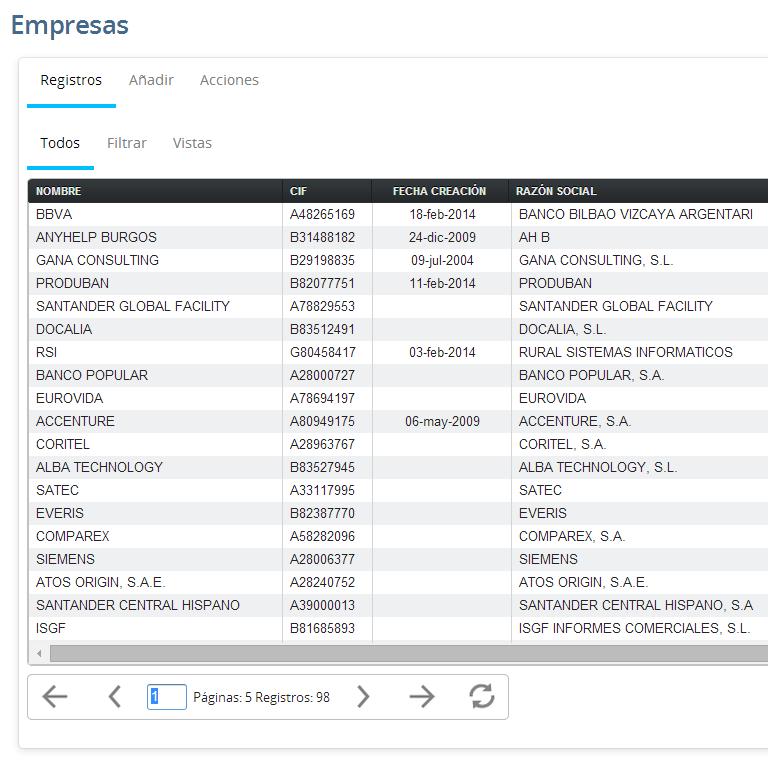 Empresas
Registros Añadir Acciones
Todos Filtrar Vistas
NOMBRE CIF FECHA CREACIÓN RAZÓN SOCIAL
BBVA A48265169 18-feb-2014 BANCO BILBAO VIZCAYA ARGENTARI
ANYHELP BURGOS B31488182 24-dic-2009 AH B
GANA CONSULTING B29198835 09-jul-2004 GANA CONSULTING, S.L.
PRODUBAN B82077751 11-feb-2014 PRODUBAN
SANTANDER GLOBAL FACILITY A78829553 SANTANDER GLOBAL FACILITY
DOCALIA B83512491 DOCALIA, S.L.
RSI G80458417 03-feb-2014 RURAL SISTEMAS INFORMATICOS
BANCO POPULAR A28000727 BANCO POPULAR, S.A.
EUROVIDA A78694197 EUROVIDA
ACCENTURE A80949175 06-may-2009 ACCENTURE, S.A.
CORITEL A28963767 CORITEL, S.A.
ALBA TECHNOLOGY B83527945 ALBA TECHNOLOGY, S.L.
SATEC A33117995 SATEC
EVERIS B82387770 EVERIS
COMPAREX A58282096 COMPAREX, S.A.
SIEMENS A28006377 SIEMENS
ATOS ORIGIN, S.A.E. A28240752 ATOS ORIGIN, S.A.E.
SANTANDER CENTRAL HISPANO A39000013 SANTANDER CENTRAL HISPANO, S.A
ISGF B81685893 ISGF INFORMES COMERCIALES, S.L.
1 Páginas: 5 Registros: 98